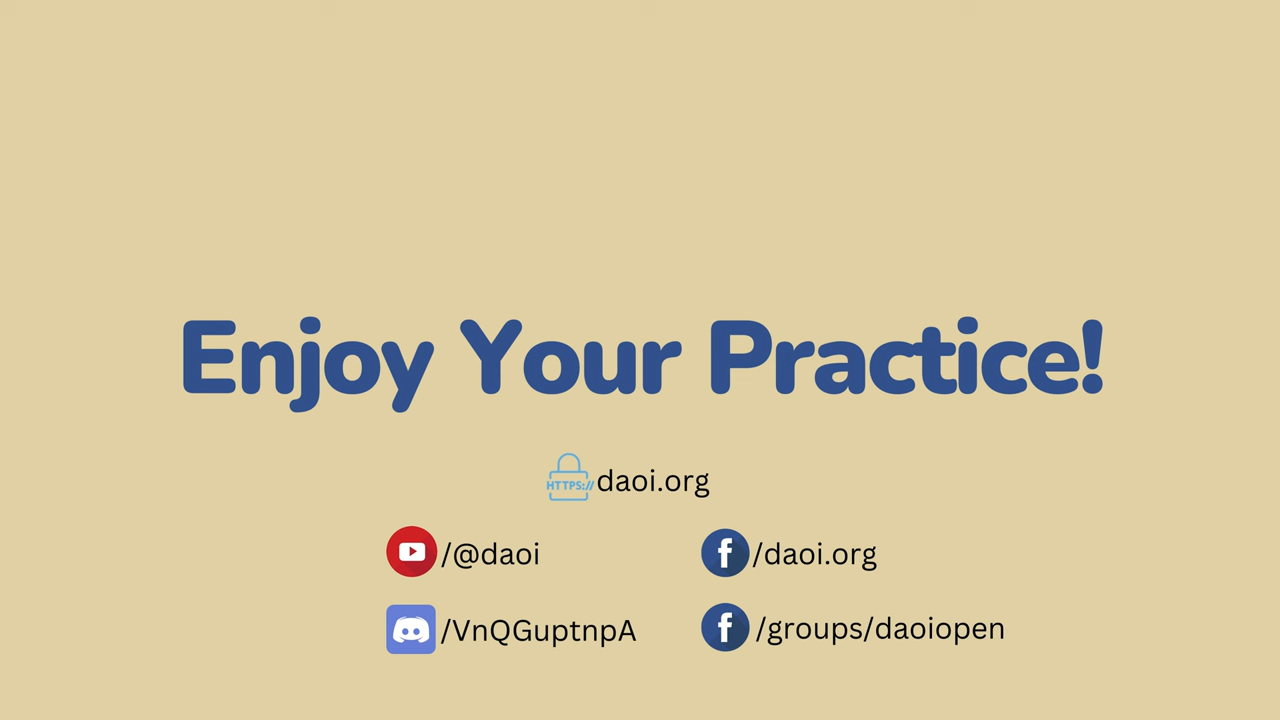 Enjoy Your Practice!
HTTPS:// daoi.org
/@daoi
/daoi.org
/VnQGuptnpA
/groups/daoiopen